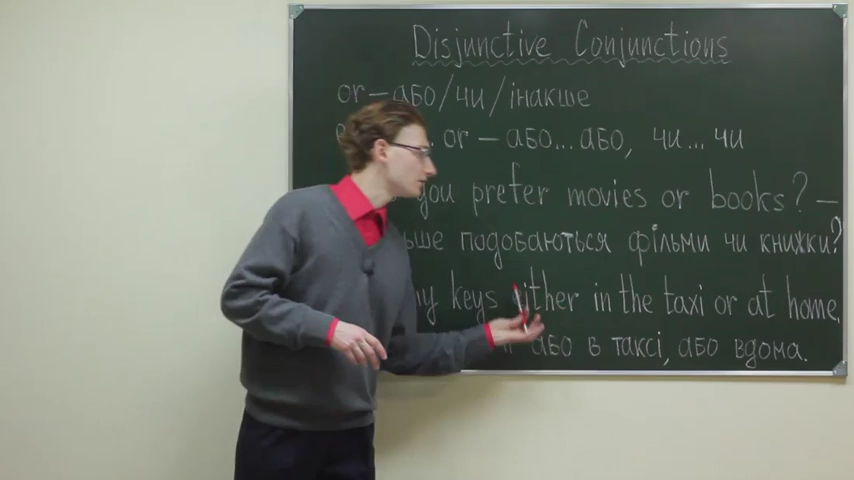 Disjunctive Conjunctions
or – або/чи/інакше
... or – або...або, чи...чи
you prefer movies or books? –
подобаються фільми чи книжки?
keys either in the taxi or at home,
або в таксі, або вдома.